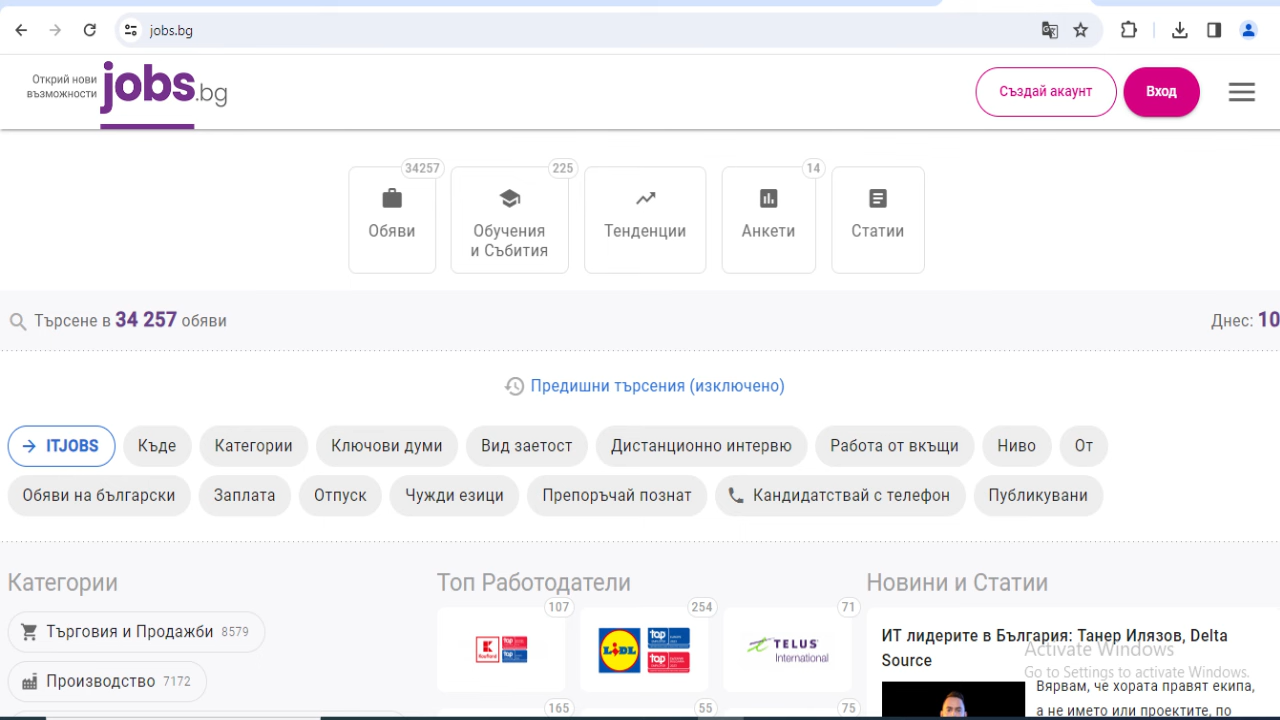 jobs.bg
Открий нови
възможности
jobs.bg
Създай акаунт
Вход
34257
225
14
Обяви
Обучения
и Събития
Тенденции
Анкети
Статии
Търсене в 34 257 обяви
Днес: 10
Предишни търсения (изключено)
ITJOBS Къде Категории Ключови думи Вид заетост Дистанционно интервю Работа от вкъщи Ниво От
Обяви на български Заплата Отпуск Чужди езици Препоръчай познат Кандидатствай с телефон Публикувани
Категории
Търговия и Продажби 8579
Производство 7172
Топ Работодатели
107
254
71
Kaufland
top
top
LIDL
top
top
TELUS
International
165
55
75
Новини и Статии
ИТ лидерите в България: Танер Илязов, Delta
Source
Вярвам, че хората правят екипа,
а не името или проектите, по
Activate Windows
Go to Settings to activate Windows.